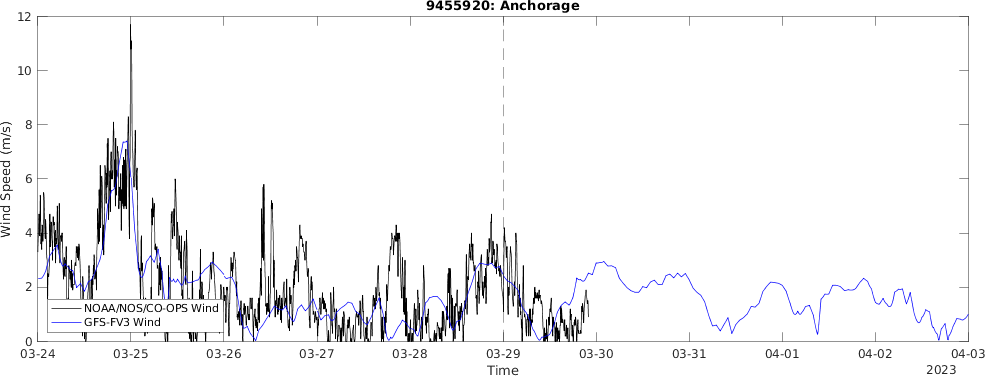 9455920: Anchorage
12
10
8
6
4
2
0
Wind Speed (m/s)
NOAA/NOS/CO-OPS Wind
GFS-FV3 Wind
03-24 03-25 03-26 03-27 03-28 03-29 03-30 03-31 04-01 04-02 04-03
Time
2023